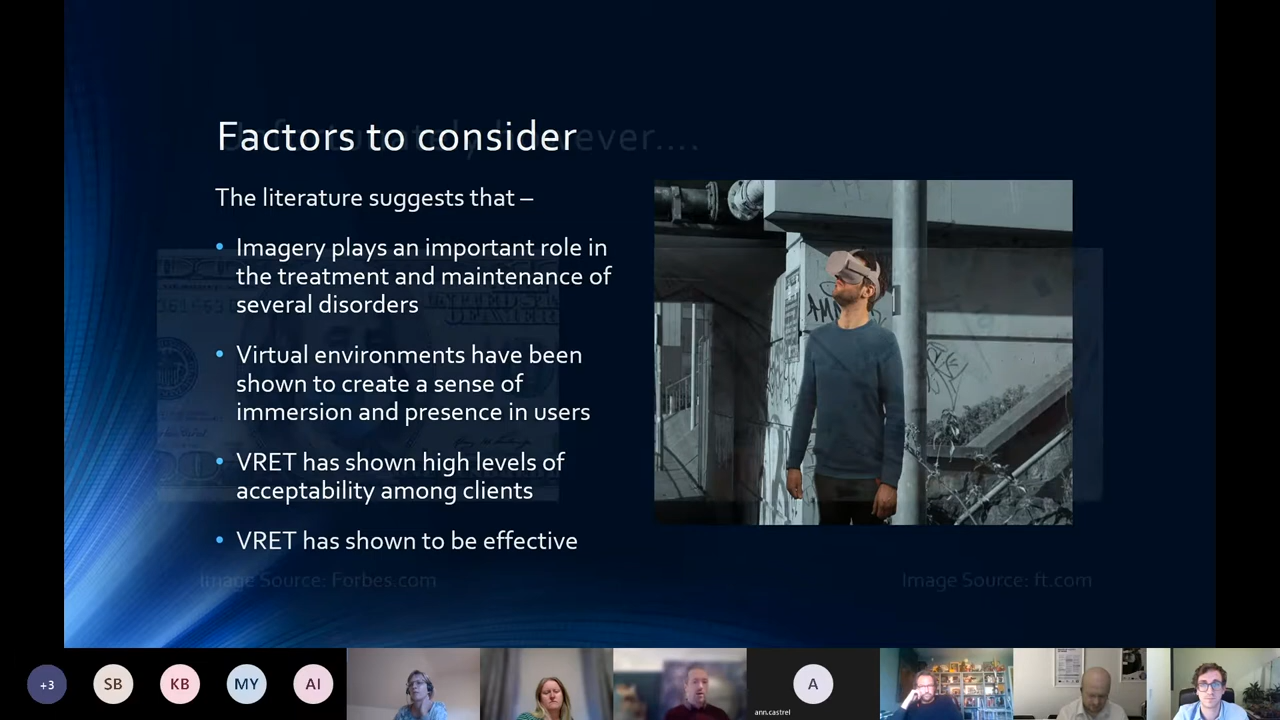 Factors to consider
The literature suggests that –
• Imagery plays an important role in
the treatment and maintenance of
several disorders
• Virtual environments have been
shown to create a sense of
immersion and presence in users
• VRET has shown high levels of
acceptability among clients
• VRET has shown to be effective
Image Source: Forbes.com
Image Source: ft.com
+3
SB
KB
MY
AI
A
ann.castrel